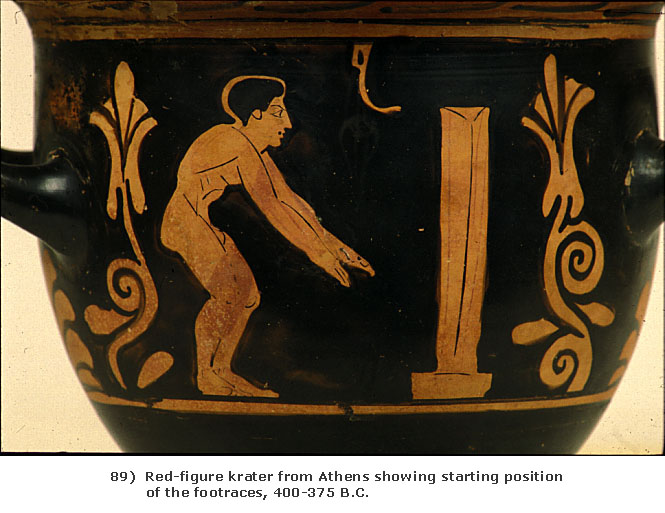 89) Red-figure krater from Athens showing starting position
of the footraces, 400-375 B.C.